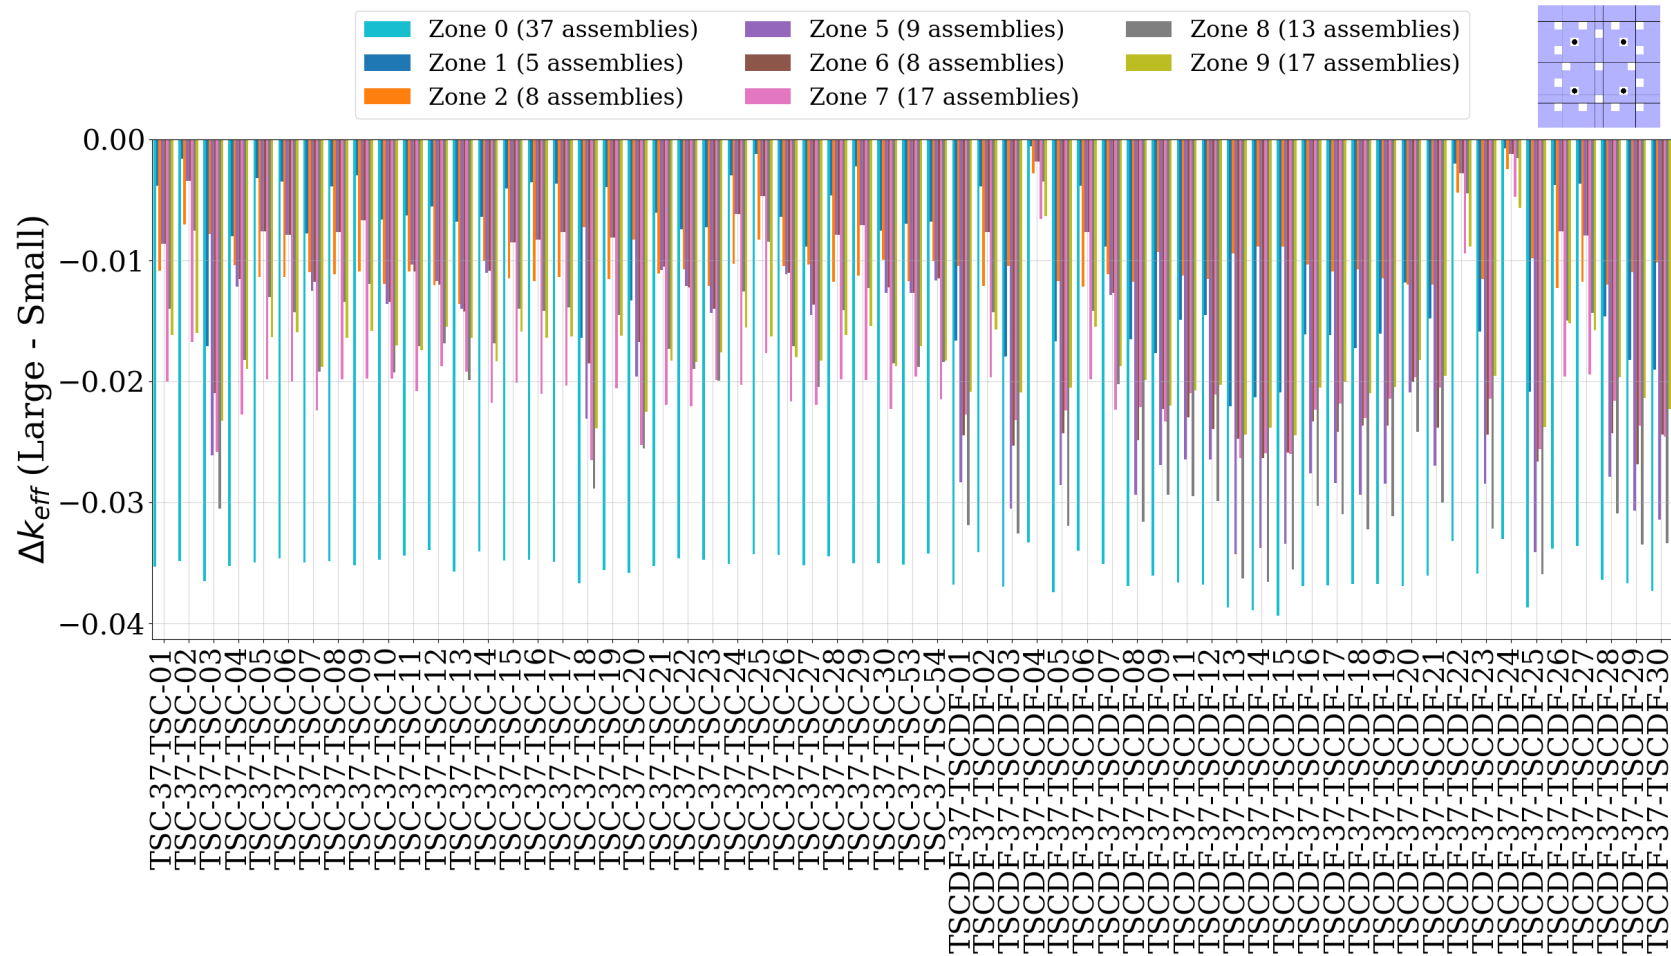 Zone 0 (37 assemblies)
Zone 1 (5 assemblies)
Zone 2 (8 assemblies)
Zone 5 (9 assemblies)
Zone 6 (8 assemblies)
Zone 7 (17 assemblies)
Zone 8 (13 assemblies)
Zone 9 (17 assemblies)
Δk_eff (Large - Small)
0.00
−0.01
−0.02
−0.03
−0.04
TSC-37-TSC-01
TSC-37-TSC-02
TSC-37-TSC-03
TSC-37-TSC-04
TSC-37-TSC-05
TSC-37-TSC-06
TSC-37-TSC-07
TSC-37-TSC-08
TSC-37-TSC-09
TSC-37-TSC-10
TSC-37-TSC-11
TSC-37-TSC-12
TSC-37-TSC-13
TSC-37-TSC-14
TSC-37-TSC-15
TSC-37-TSC-16
TSC-37-TSC-17
TSC-37-TSC-18
TSC-37-TSC-19
TSC-37-TSC-20
TSC-37-TSC-21
TSC-37-TSC-22
TSC-37-TSC-23
TSC-37-TSC-24
TSC-37-TSC-25
TSC-37-TSC-26
TSC-37-TSC-27
TSC-37-TSC-28
TSC-37-TSC-29
TSC-37-TSC-30
TSC-37-TSC-53
TSC-37-TSC-54
TSCDF-37-TSCDF-01
TSCDF-37-TSCDF-02
TSCDF-37-TSCDF-03
TSCDF-37-TSCDF-04
TSCDF-37-TSCDF-05
TSCDF-37-TSCDF-06
TSCDF-37-TSCDF-07
TSCDF-37-TSCDF-08
TSCDF-37-TSCDF-09
TSCDF-37-TSCDF-11
TSCDF-37-TSCDF-12
TSCDF-37-TSCDF-13
TSCDF-37-TSCDF-14
TSCDF-37-TSCDF-15
TSCDF-37-TSCDF-16
TSCDF-37-TSCDF-17
TSCDF-37-TSCDF-18
TSCDF-37-TSCDF-19
TSCDF-37-TSCDF-20
TSCDF-37-TSCDF-21
TSCDF-37-TSCDF-22
TSCDF-37-TSCDF-23
TSCDF-37-TSCDF-24
TSCDF-37-TSCDF-25
TSCDF-37-TSCDF-26
TSCDF-37-TSCDF-27
TSCDF-37-TSCDF-28
TSCDF-37-TSCDF-29
TSCDF-37-TSCDF-30